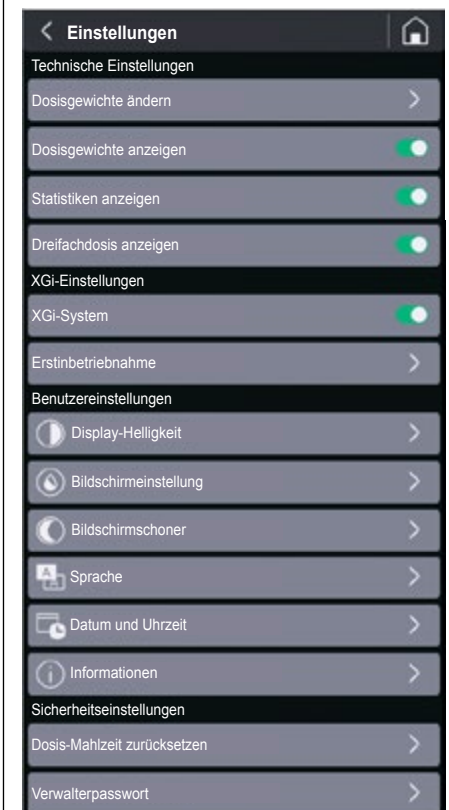 Einstellungen
Technische Einstellungen
Dosisgewichte ändern
Dosisgewichte anzeigen
Statistiken anzeigen
Dreifachdosis anzeigen
XGi-Einstellungen
XGi-System
Erstinbetriebnahme
Benutzereinstellungen
Display-Helligkeit
Bildschirmeinstellung
Bildschirmschoner
Sprache
Datum und Uhrzeit
Informationen
Sicherheitseinstellungen
Dosis-Mahlzeit zurücksetzen
Verwalterpasswort